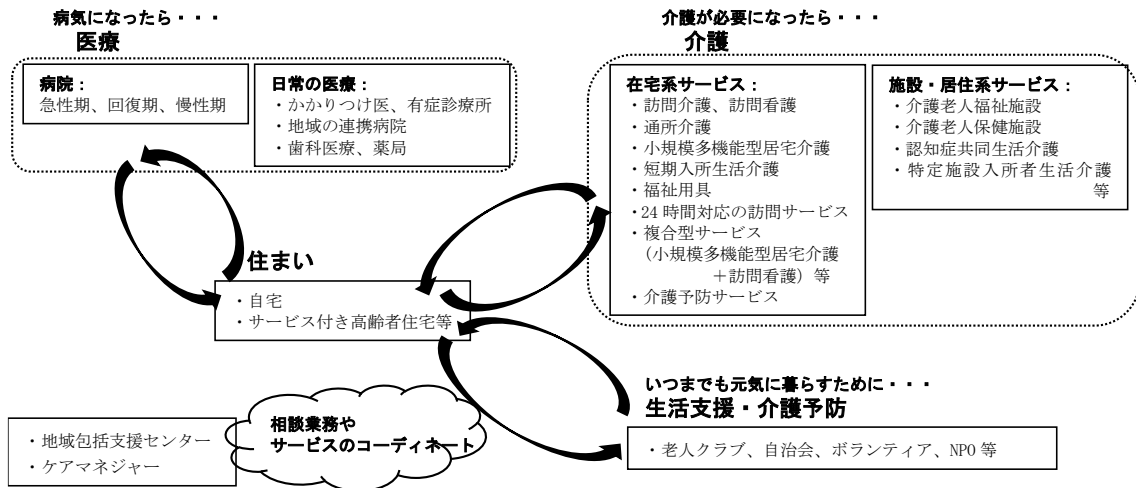 病気になったら・・・
医療
病院：
急性期、回復期、慢性期
日常の医療：
・かかりつけ医、有症診療所
・地域の連携病院
・歯科医療、薬局
介護が必要になったら・・・
介護
在宅系サービス：
・訪問介護、訪問看護
・通所介護
・小規模多機能型居宅介護
・短期入所生活介護
・福祉用具
・24時間対応の訪問サービス
・複合型サービス
（小規模多機能型居宅介護
＋訪問看護）等
・介護予防サービス
施設・居住系サービス：
・介護老人福祉施設
・介護老人保健施設
・認知症共同生活介護
・特定施設入所者生活介護
等
住まい
・自宅
・サービス付き高齢者住宅等
いつまでも元気に暮らすために・・・
生活支援・介護予防
・老人クラブ、自治会、ボランティア、NPO等
相談業務や
サービスのコーディネート
・地域包括支援センター
・ケアマネジャー